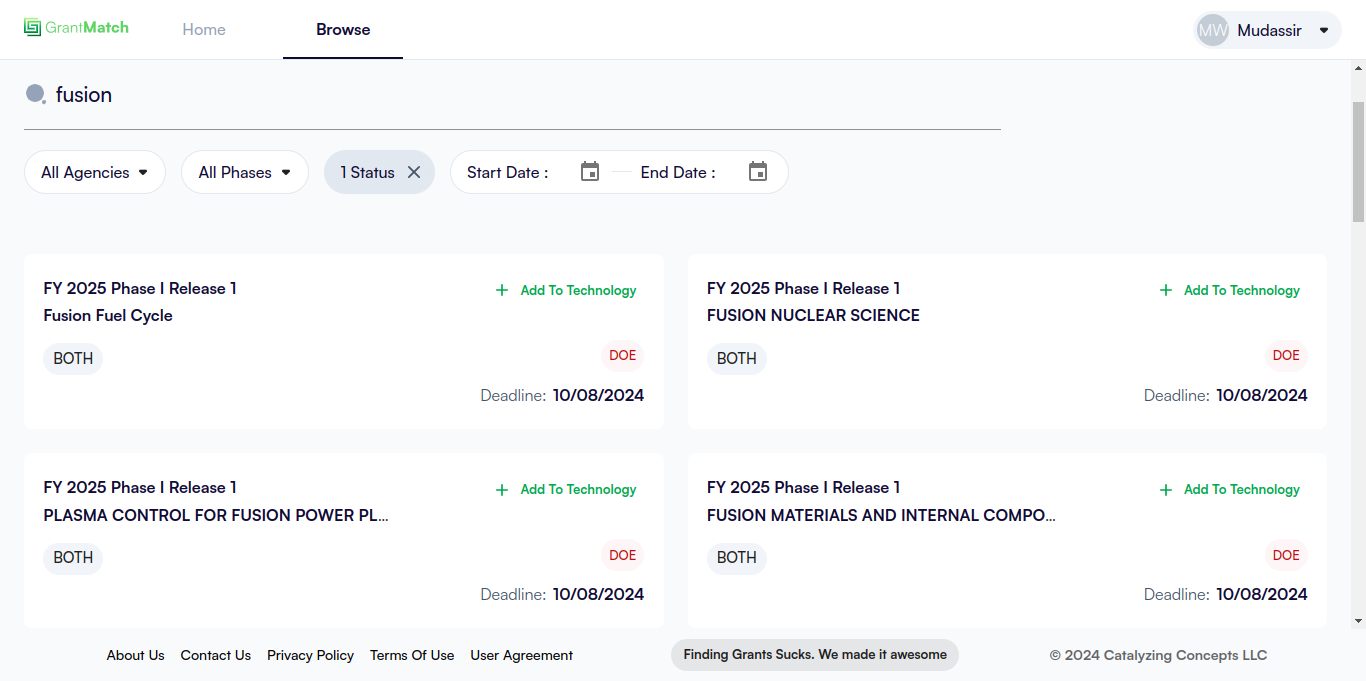 GrantMatch
Home
Browse
MW
Mudassir
fusion
All Agencies
All Phases
1 Status
Start Date :
End Date :
FY 2025 Phase I Release 1
Add To Technology
Fusion Fuel Cycle
BOTH
DOE
Deadline: 10/08/2024
FY 2025 Phase I Release 1
Add To Technology
FUSION NUCLEAR SCIENCE
BOTH
DOE
Deadline: 10/08/2024
FY 2025 Phase I Release 1
Add To Technology
PLASMA CONTROL FOR FUSION POWER PL...
BOTH
DOE
Deadline: 10/08/2024
FY 2025 Phase I Release 1
Add To Technology
FUSION MATERIALS AND INTERNAL COMPO...
BOTH
DOE
Deadline: 10/08/2024
About Us
Contact Us
Privacy Policy
Terms Of Use
User Agreement
Finding Grants Sucks. We made it awesome
© 2024 Catalyzing Concepts LLC